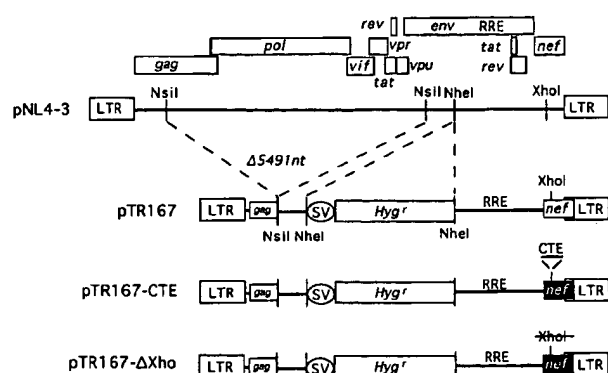 rev env RRE
gag pol vif vpr tat nef
tat vpu rev
NsiI NsiI NheI XhoI
pNL4-3 LTR LTR
Δ5491nt
XhoI
pTR167 LTR gag SV Hygr RRE nef LTR
NsiI NheI NheI
CTE
pTR167-CTE LTR gag SV Hygr RRE nef LTR
XhoI
pTR167-ΔXho LTR gag SV Hygr RRE nef LTR